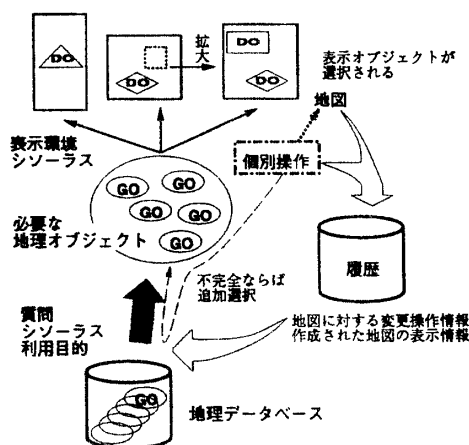 DO
DO
拡大
DO
DO
表示オブジェクトが
選択される
地図
表示環境
シソーラス
個別操作
GO
GO
GO
GO
GO
必要な
地理オブジェクト
履歴
不完全ならば
追加選択
質問
シソーラス
利用目的
地図に対する変更操作情報
作成された地図の表示情報
GO
地理データベース